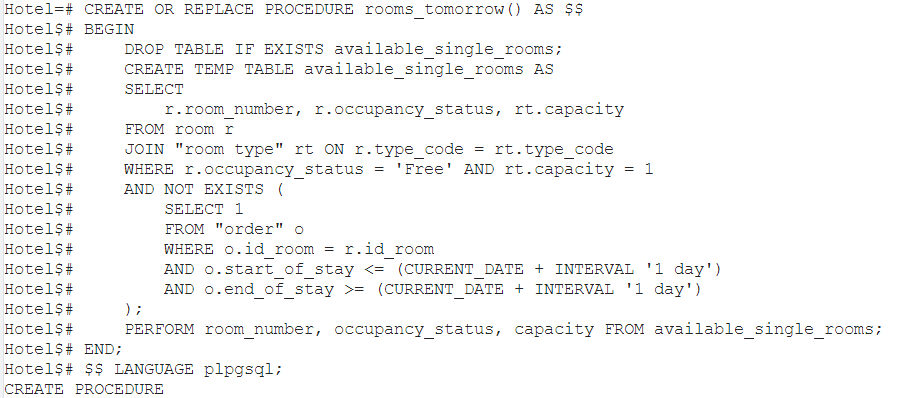 Hotel=# CREATE OR REPLACE PROCEDURE rooms_tomorrow() AS $$
Hotel$# BEGIN
Hotel$#     DROP TABLE IF EXISTS available_single_rooms;
Hotel$#     CREATE TEMP TABLE available_single_rooms AS
Hotel$#     SELECT
Hotel$#         r.room_number, r.occupancy_status, rt.capacity
Hotel$#     FROM room r
Hotel$#     JOIN "room type" rt ON r.type_code = rt.type_code
Hotel$#     WHERE r.occupancy_status = 'Free' AND rt.capacity = 1
Hotel$#     AND NOT EXISTS (
Hotel$#         SELECT 1
Hotel$#         FROM "order" o
Hotel$#         WHERE o.id_room = r.id_room
Hotel$#         AND o.start_of_stay <= (CURRENT_DATE + INTERVAL '1 day')
Hotel$#         AND o.end_of_stay >= (CURRENT_DATE + INTERVAL '1 day')
Hotel$#     );
Hotel$#     PERFORM room_number, occupancy_status, capacity FROM available_single_rooms;
Hotel$# END;
Hotel$# $$ LANGUAGE plpgsql;
CREATE PROCEDURE